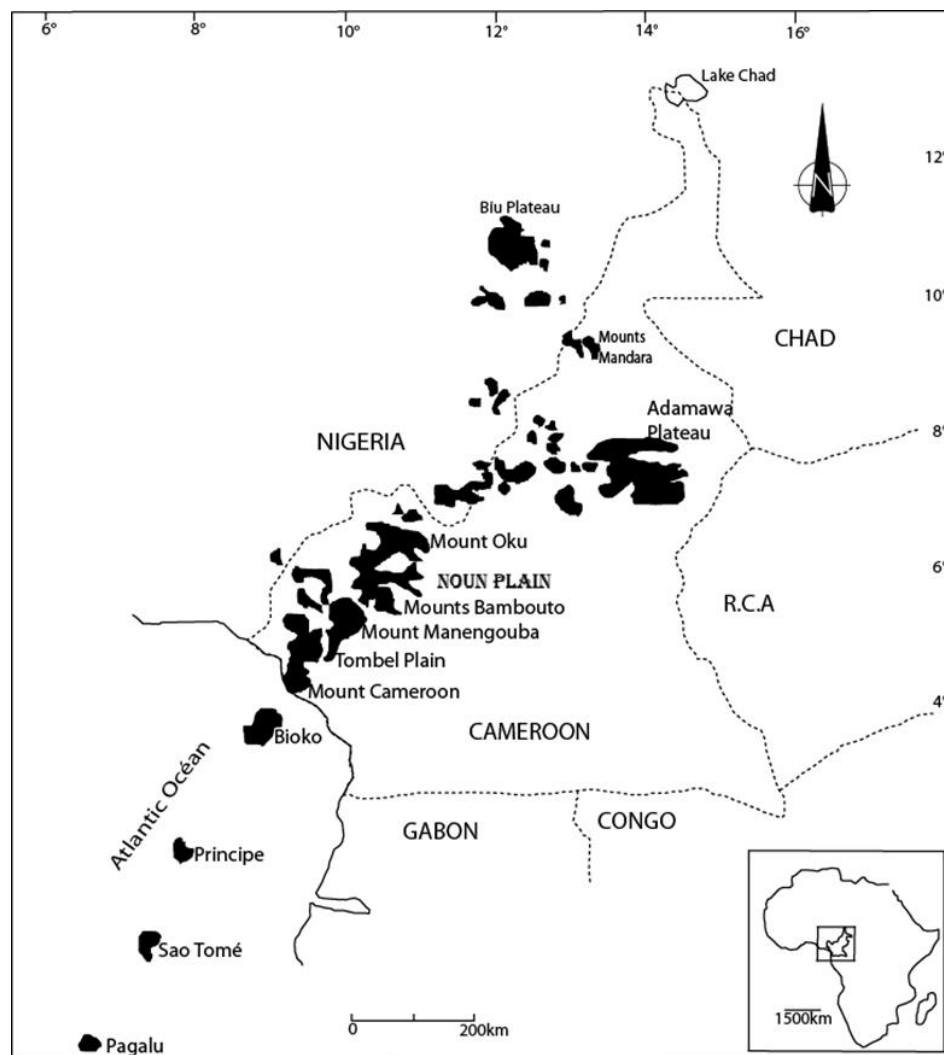 6° 8° 10° 12° 14° 16°
Lake Chad
N
12°
Biu Plateau
10°
Mounts
Mandara
CHAD
Adamawa
Plateau
8°
NIGERIA
Mount Oku
6°
NOUN PLAIN
Mounts Bambouto
R.C.A
Mount Manengouba
Tombel Plain
Mount Cameroon
4°
CAMEROON
Bioko
Atlantic Océan
GABON
CONGO
Principe
Sao Tomé
1500km
0 200km
Pagalu